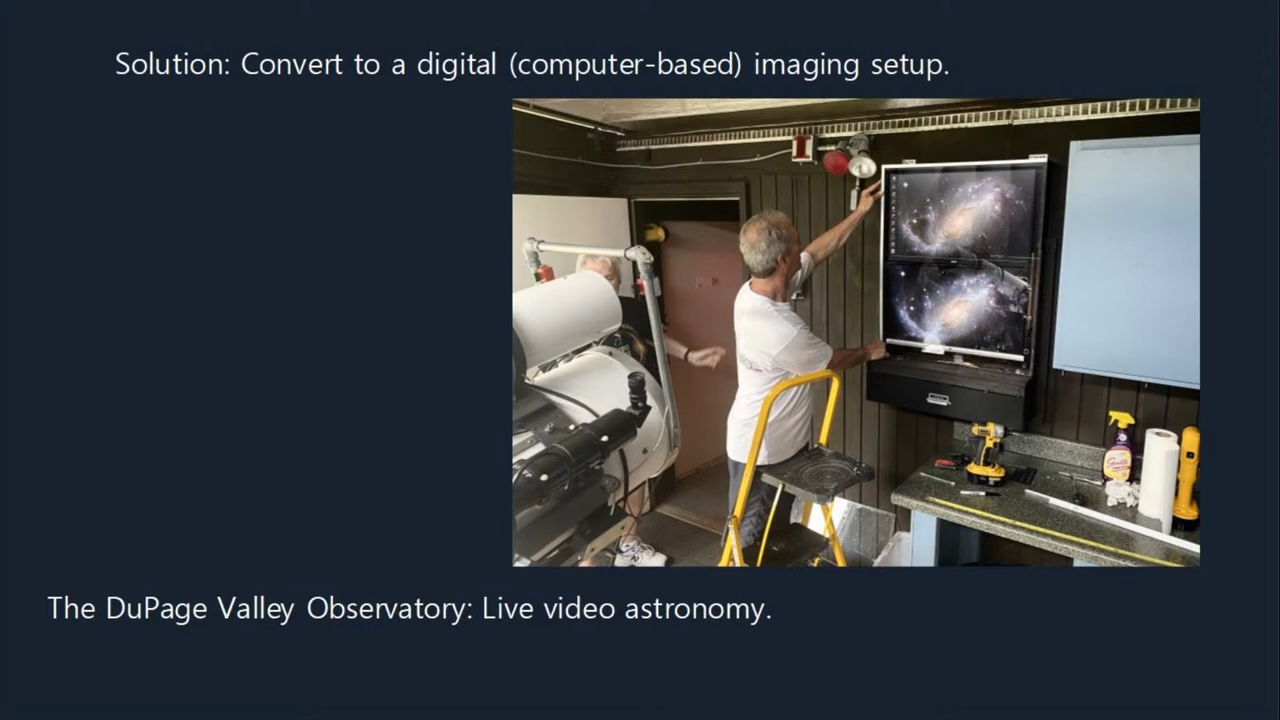 Solution: Convert to a digital (computer-based) imaging setup.
The DuPage Valley Observatory: Live video astronomy.